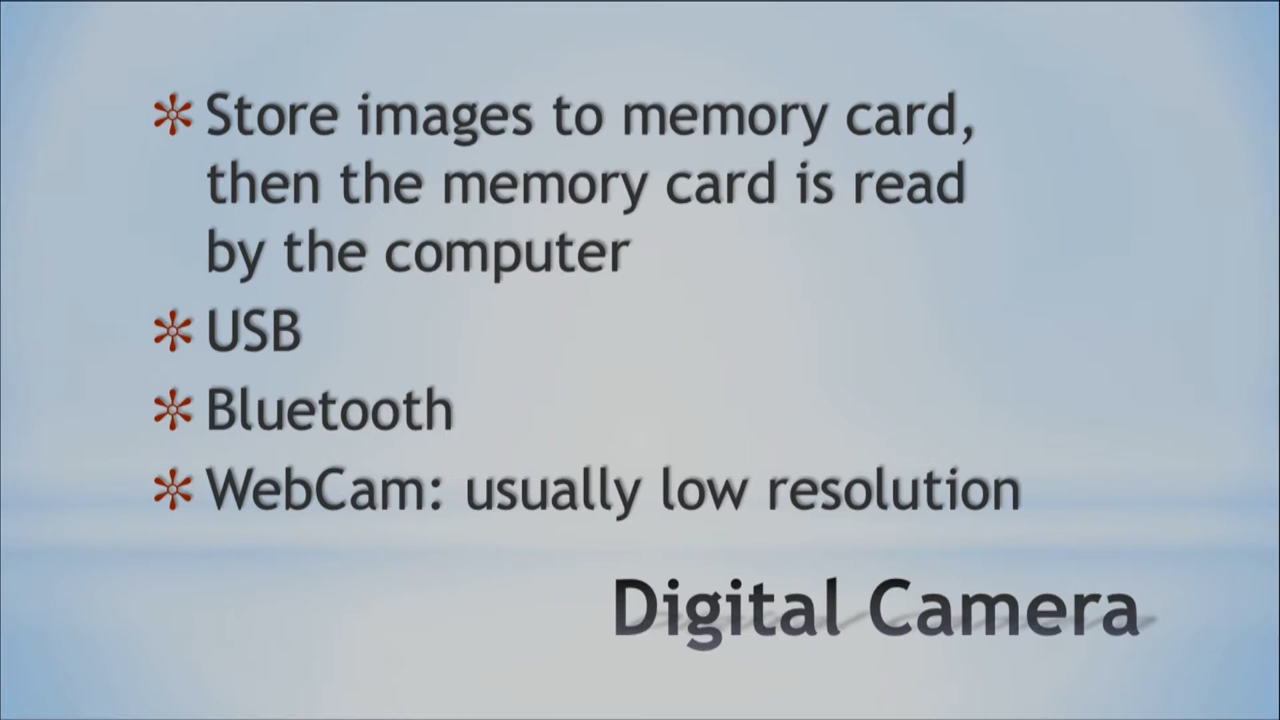 Store images to memory card,
then the memory card is read
by the computer
USB
Bluetooth
WebCam: usually low resolution
Digital Camera